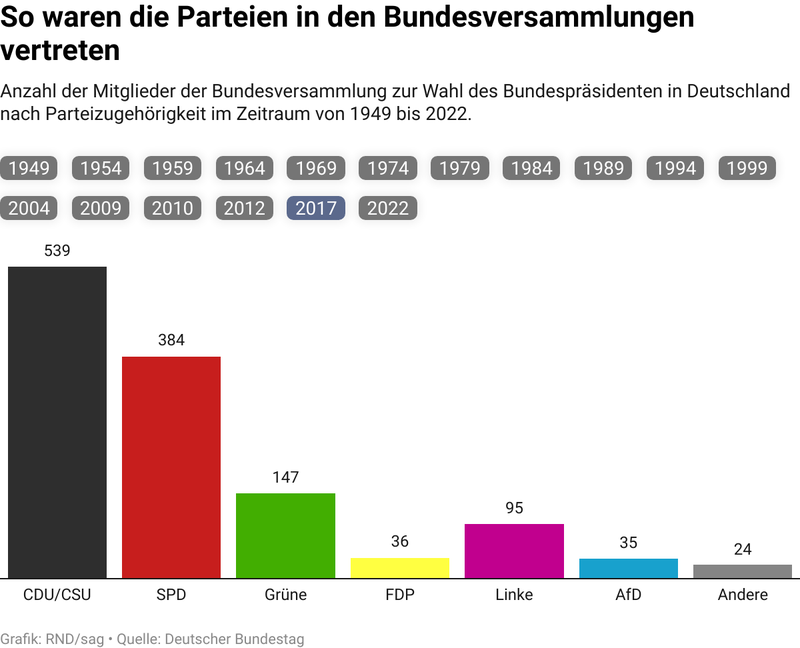 So waren die Parteien in den Bundesversammlungen
vertreten
Anzahl der Mitglieder der Bundesversammlung zur Wahl des Bundespräsidenten in Deutschland
nach Parteizugehörigkeit im Zeitraum von 1949 bis 2022.
1949 1954 1959 1964 1969 1974 1979 1984 1989 1994 1999
2004 2009 2010 2012 2017 2022
539
384
147
36
95
35
24
CDU/CSU SPD Grüne FDP Linke AfD Andere
Grafik: RND/sag • Quelle: Deutscher Bundestag